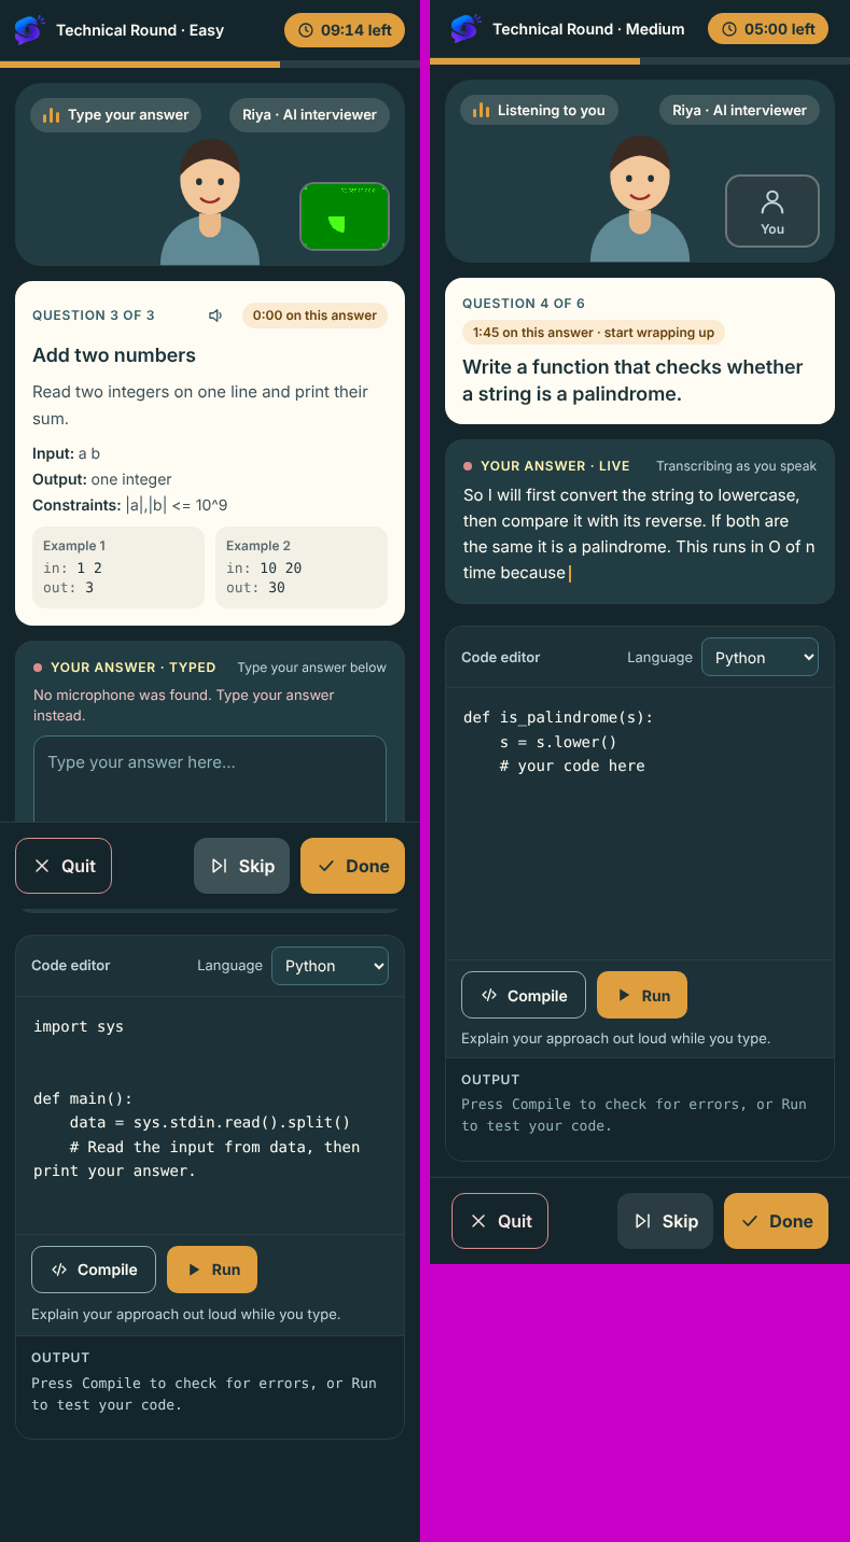 Technical Round · Easy
09:14 left
Type your answer
Riya · AI interviewer
QUESTION 3 OF 3
0:00 on this answer
Add two numbers
Read two integers on one line and print their
sum.
Input: a b
Output: one integer
Constraints: |a|,|b| <= 10^9
Example 1
in: 1 2
out: 3
Example 2
in: 10 20
out: 30
YOUR ANSWER · TYPED
Type your answer below
No microphone was found. Type your answer
instead.
Type your answer here...
Quit
Skip
Done
Code editor
Language
Python
import sys
def main():
    data = sys.stdin.read().split()
    # Read the input from data, then
print your answer.
</> Compile
Run
Explain your approach out loud while you type.
OUTPUT
Press Compile to check for errors, or Run
to test your code.
Technical Round · Medium
05:00 left
Listening to you
Riya · AI interviewer
You
QUESTION 4 OF 6
1:45 on this answer · start wrapping up
Write a function that checks whether
a string is a palindrome.
YOUR ANSWER · LIVE
Transcribing as you speak
So I will first convert the string to lowercase,
then compare it with its reverse. If both are
the same it is a palindrome. This runs in O of n
time because
Code editor
Language
Python
def is_palindrome(s):
    s = s.lower()
    # your code here
</> Compile
Run
Explain your approach out loud while you type.
OUTPUT
Press Compile to check for errors, or Run
to test your code.
Quit
Skip
Done